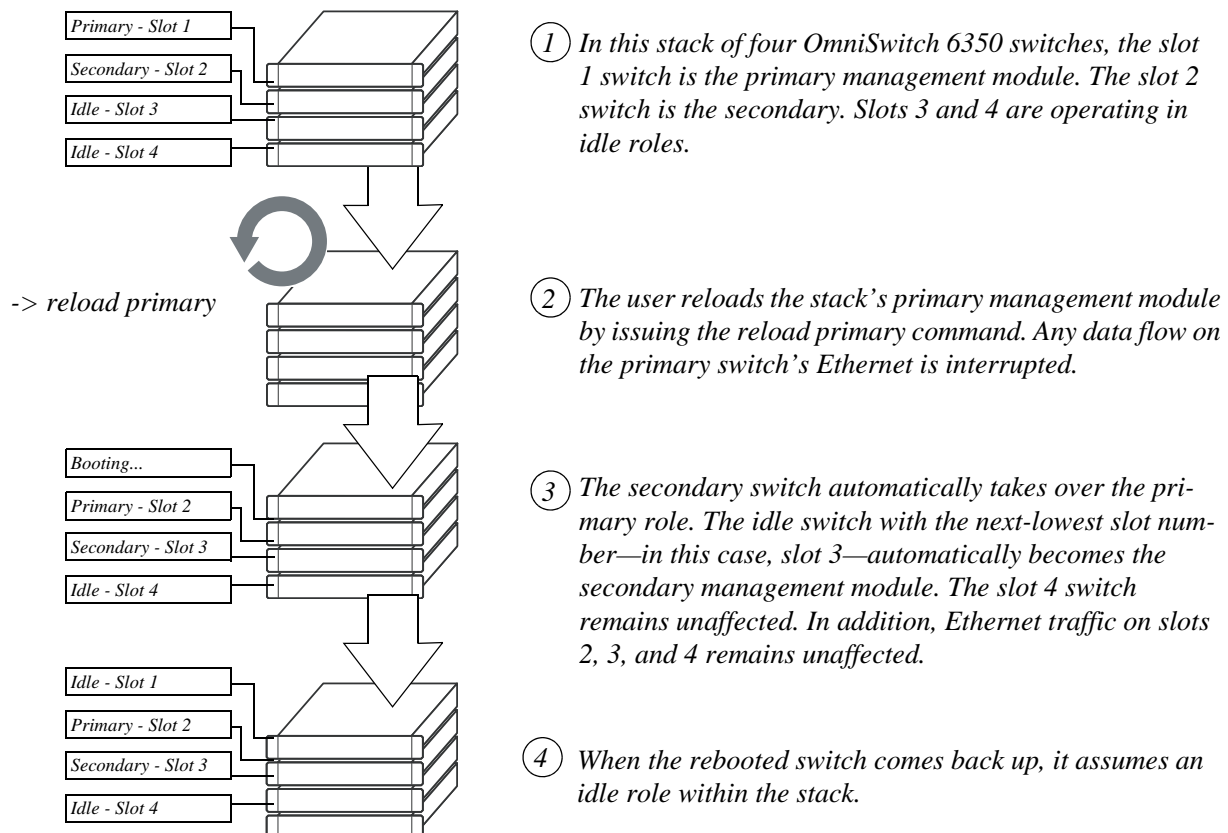 Primary - Slot 1
Secondary - Slot 2
Idle - Slot 3
Idle - Slot 4
1 In this stack of four OmniSwitch 6350 switches, the slot
1 switch is the primary management module. The slot 2
switch is the secondary. Slots 3 and 4 are operating in
idle roles.
-> reload primary
2 The user reloads the stack’s primary management module
by issuing the reload primary command. Any data flow on
the primary switch’s Ethernet is interrupted.
Booting...
Primary - Slot 2
Secondary - Slot 3
Idle - Slot 4
3 The secondary switch automatically takes over the pri-
mary role. The idle switch with the next-lowest slot num-
ber—in this case, slot 3—automatically becomes the
secondary management module. The slot 4 switch
remains unaffected. In addition, Ethernet traffic on slots
2, 3, and 4 remains unaffected.
Idle - Slot 1
Primary - Slot 2
Secondary - Slot 3
Idle - Slot 4
4 When the rebooted switch comes back up, it assumes an
idle role within the stack.